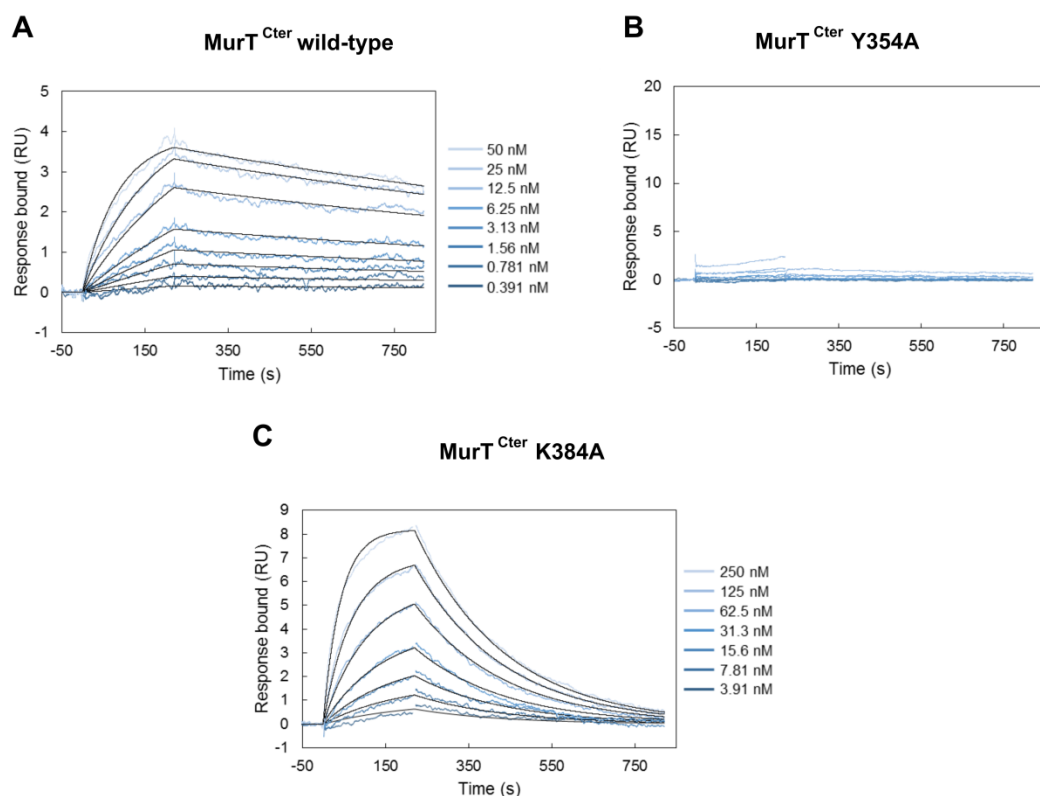 A
MurT Cter wild-type
Response bound (RU)
5
4
3
2
1
0
-1
-50 150 350 550 750
Time (s)
50 nM
25 nM
12.5 nM
6.25 nM
3.13 nM
1.56 nM
0.781 nM
0.391 nM
B
MurT Cter Y354A
Response bound (RU)
20
15
10
5
0
-5
-50 150 350 550 750
Time (s)
C
MurT Cter K384A
Response bound (RU)
9
8
7
6
5
4
3
2
1
0
-1
-50 150 350 550 750
Time (s)
250 nM
125 nM
62.5 nM
31.3 nM
15.6 nM
7.81 nM
3.91 nM